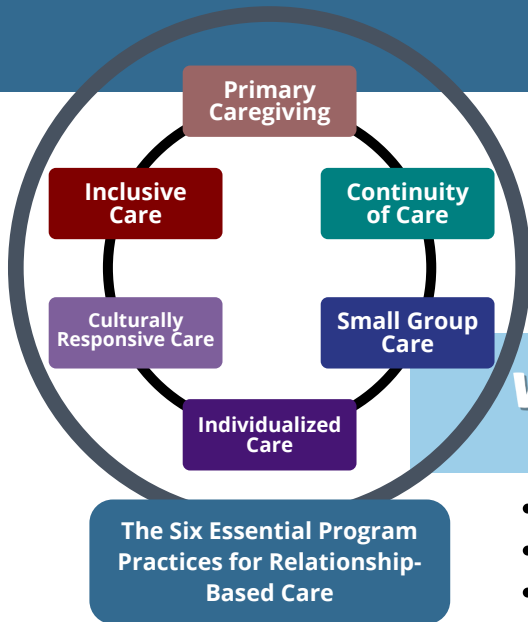 Primary
Caregiving
Inclusive
Care
Continuity
of Care
Culturally
Responsive Care
Small Group
Care
Individualized
Care
The Six Essential Program
Practices for Relationship-
Based Care